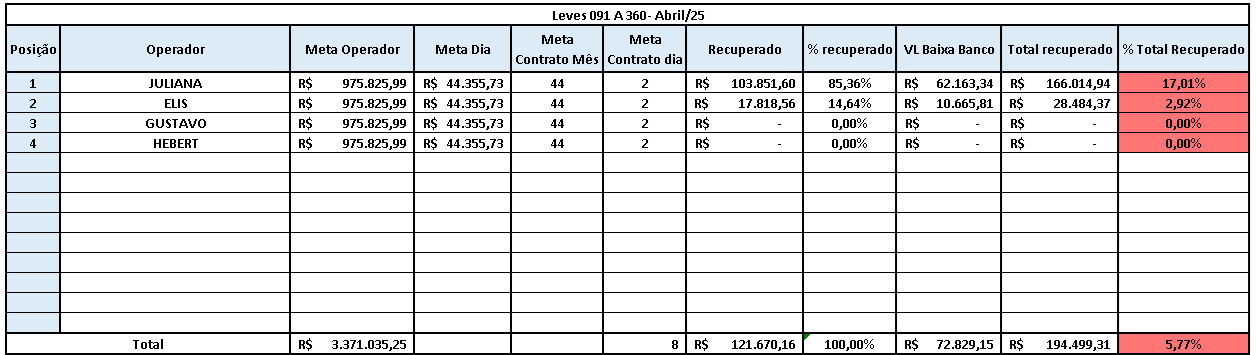 Leves 091 A 360- Abril/25
Posição Operador Meta Operador Meta Dia Meta Contrato Mês Meta Contrato dia Recuperado % recuperado VL Baixa Banco Total recuperado % Total Recuperado
1 JULIANA R$ 975.825,99 R$ 44.355,73 44 2 R$ 103.851,60 85,36% R$ 62.163,34 R$ 166.014,94 17,01%
2 ELIS R$ 975.825,99 R$ 44.355,73 44 2 R$ 17.818,56 14,64% R$ 10.665,81 R$ 28.484,37 2,92%
3 GUSTAVO R$ 975.825,99 R$ 44.355,73 44 2 R$ - 0,00% R$ - R$ - 0,00%
4 HEBERT R$ 975.825,99 R$ 44.355,73 44 2 R$ - 0,00% R$ - R$ - 0,00%
Total R$ 3.371.035,25 8 R$ 121.670,16 100,00% R$ 72.829,15 R$ 194.499,31 5,77%